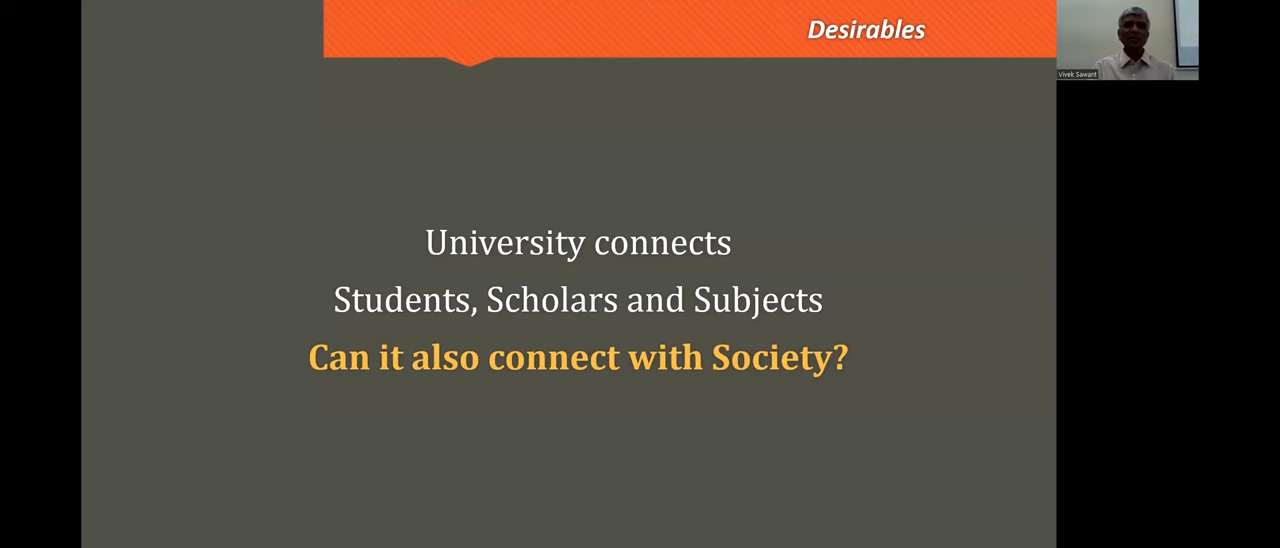 Desirables
Vivek Sawant
University connects
Students, Scholars and Subjects
Can it also connect with Society?